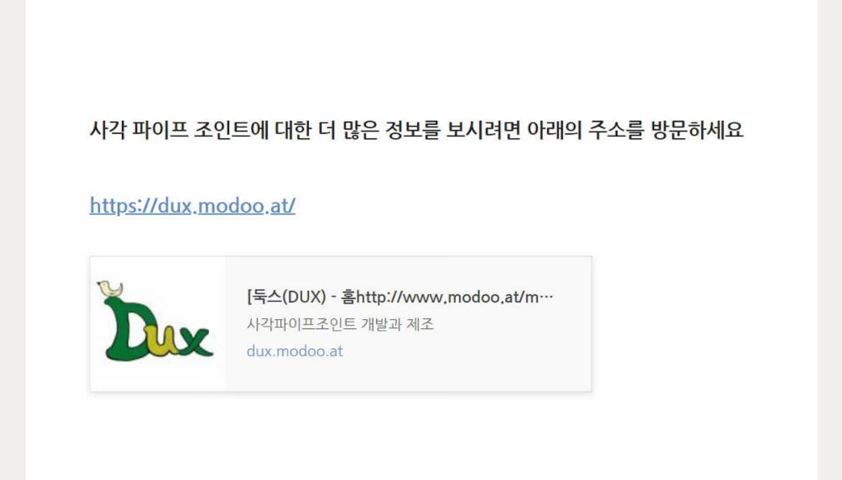 사각 파이프 조인트에 대한 더 많은 정보를 보시려면 아래의 주소를 방문하세요
https://dux.modoo.at/
Dux
[둑스(DUX) - 홈http://www.modoo.at/m···
사각파이프조인트 개발과 제조
dux.modoo.at